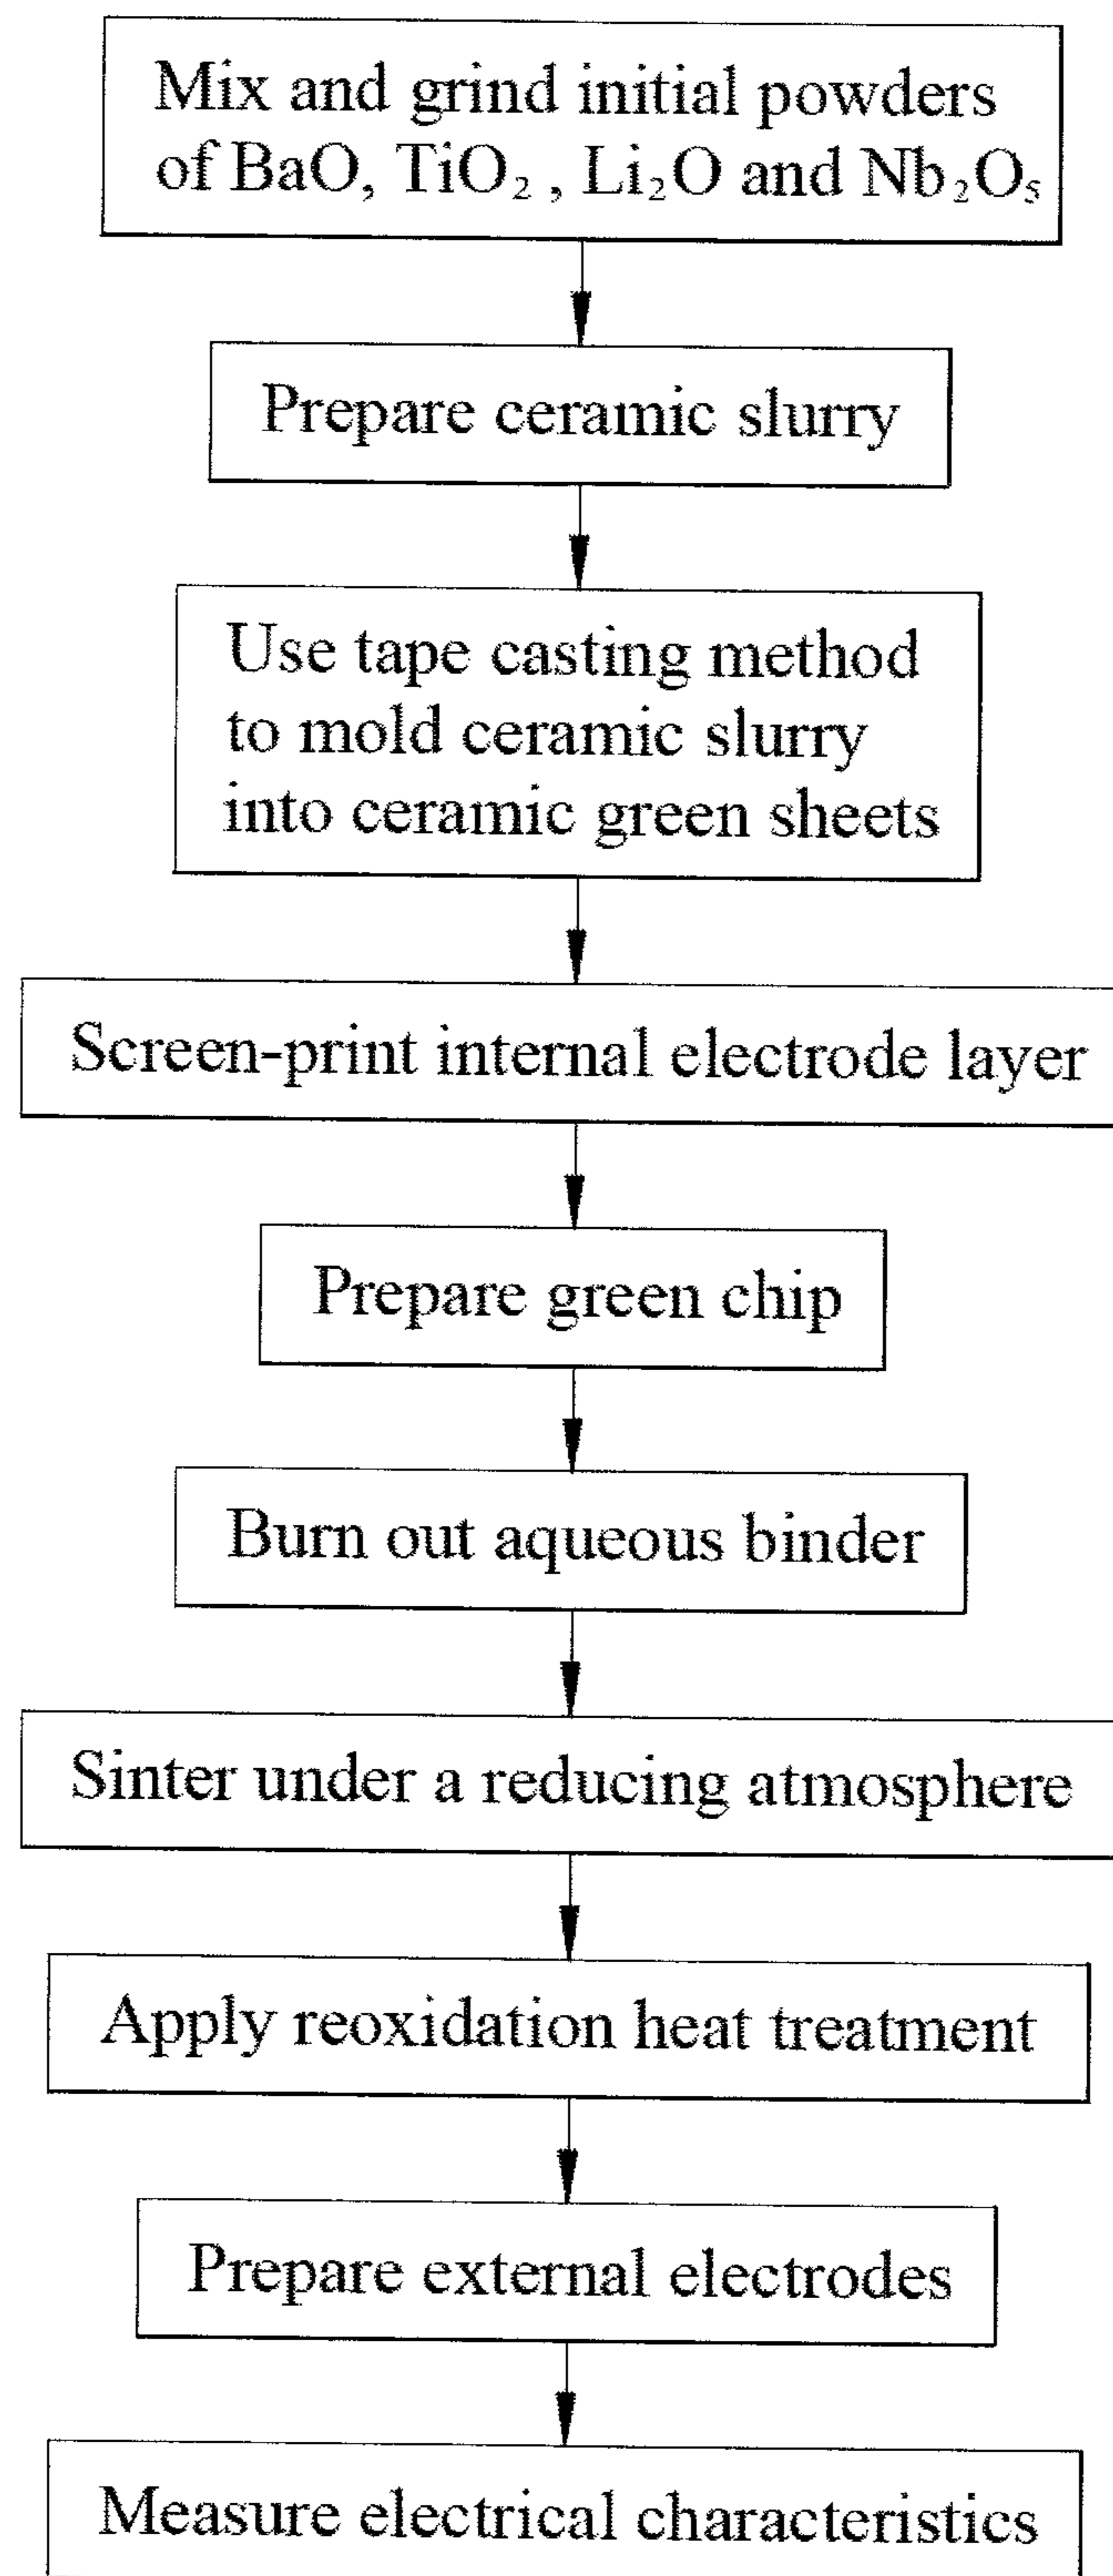 Mix and grind initial powders
of BaO, TiO₂, Li₂O and Nb₂O₅
Prepare ceramic slurry
Use tape casting method
to mold ceramic slurry
into ceramic green sheets
Screen-print internal electrode layer
Prepare green chip
Burn out aqueous binder
Sinter under a reducing atmosphere
Apply reoxidation heat treatment
Prepare external electrodes
Measure electrical characteristics